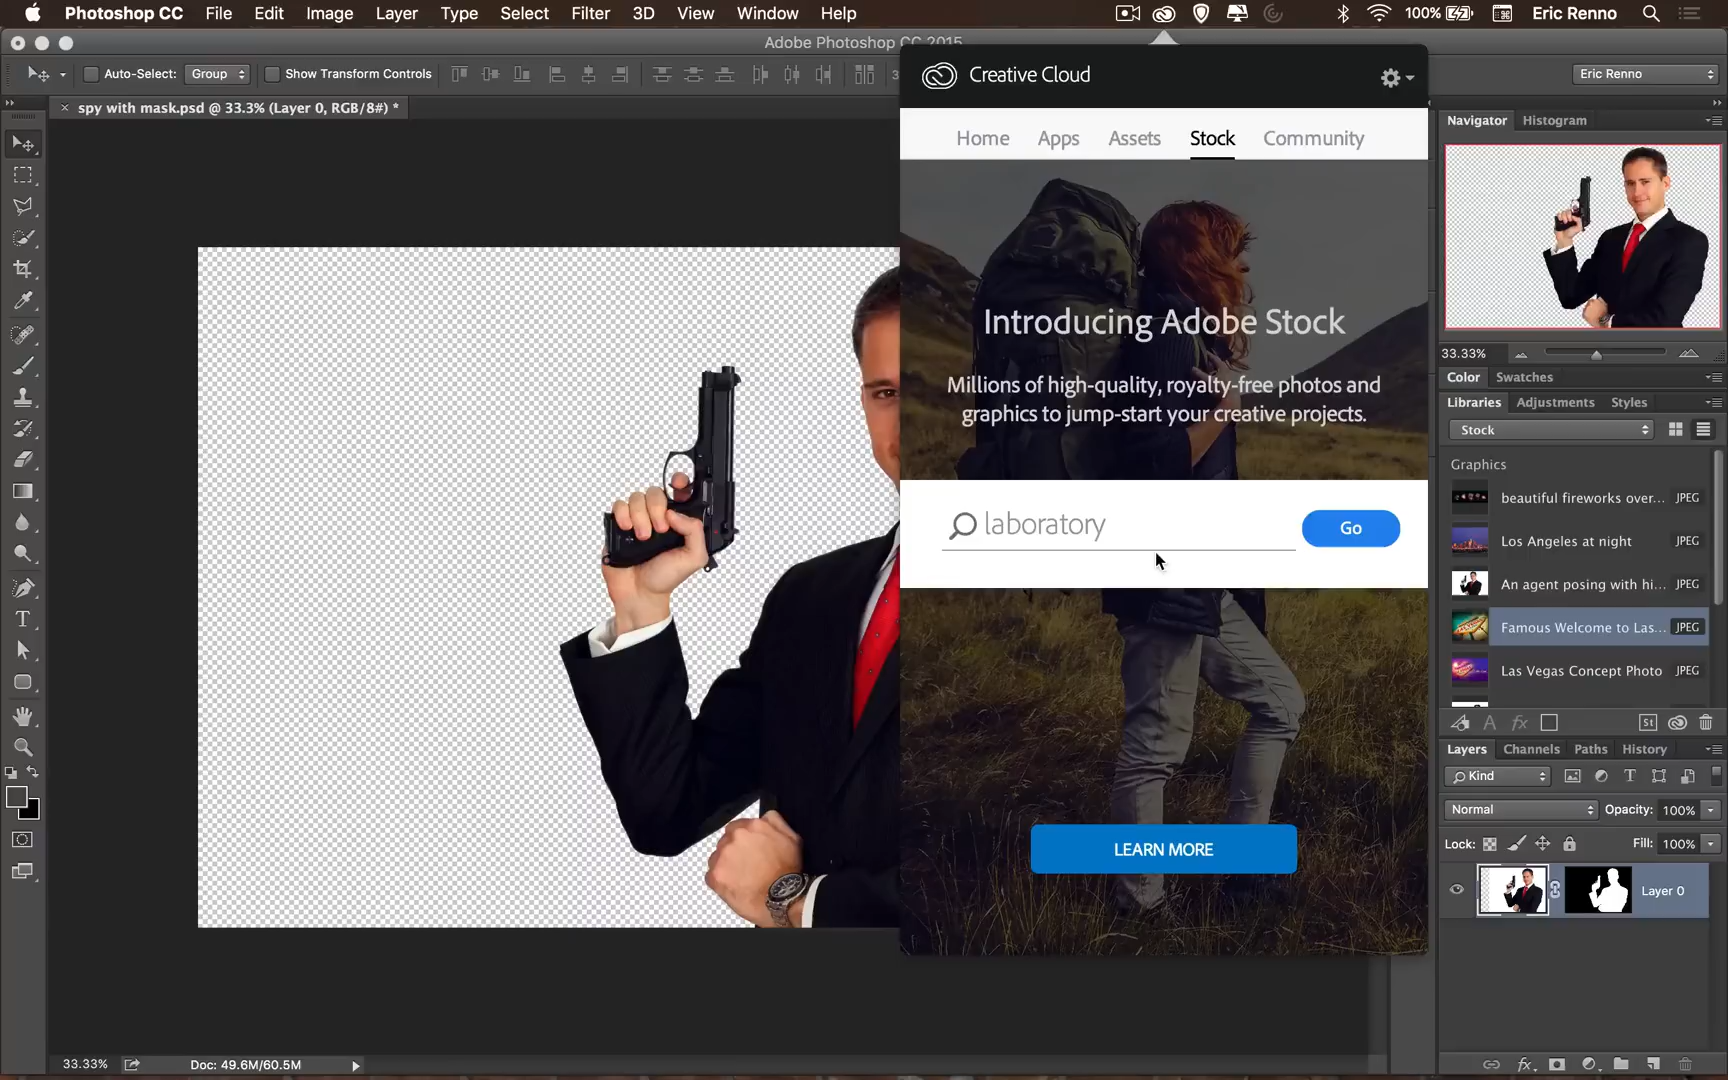 Photoshop CC File Edit Image Layer Type Select Filter 3D View Window Help 100% Eric Renno
Adobe Photoshop CC 2015
Auto-Select: Group Show Transform Controls
Eric Renno
× spy with mask.psd @ 33.3% (Layer 0, RGB/8#) *
Creative Cloud
Home Apps Assets Stock Community
Introducing Adobe Stock
Millions of high-quality, royalty-free photos and
graphics to jump-start your creative projects.
laboratory Go
LEARN MORE
Navigator Histogram
33.33%
Color Swatches
Libraries Adjustments Styles
Stock
Graphics
beautiful fireworks over... JPEG
Los Angeles at night JPEG
An agent posing with hi... JPEG
Famous Welcome to Las... JPEG
Las Vegas Concept Photo JPEG
A fx St
Layers Channels Paths History
Kind T
Normal Opacity: 100%
Lock: Fill: 100%
Layer 0
fx
T
33.33% Doc: 49.6M/60.5M